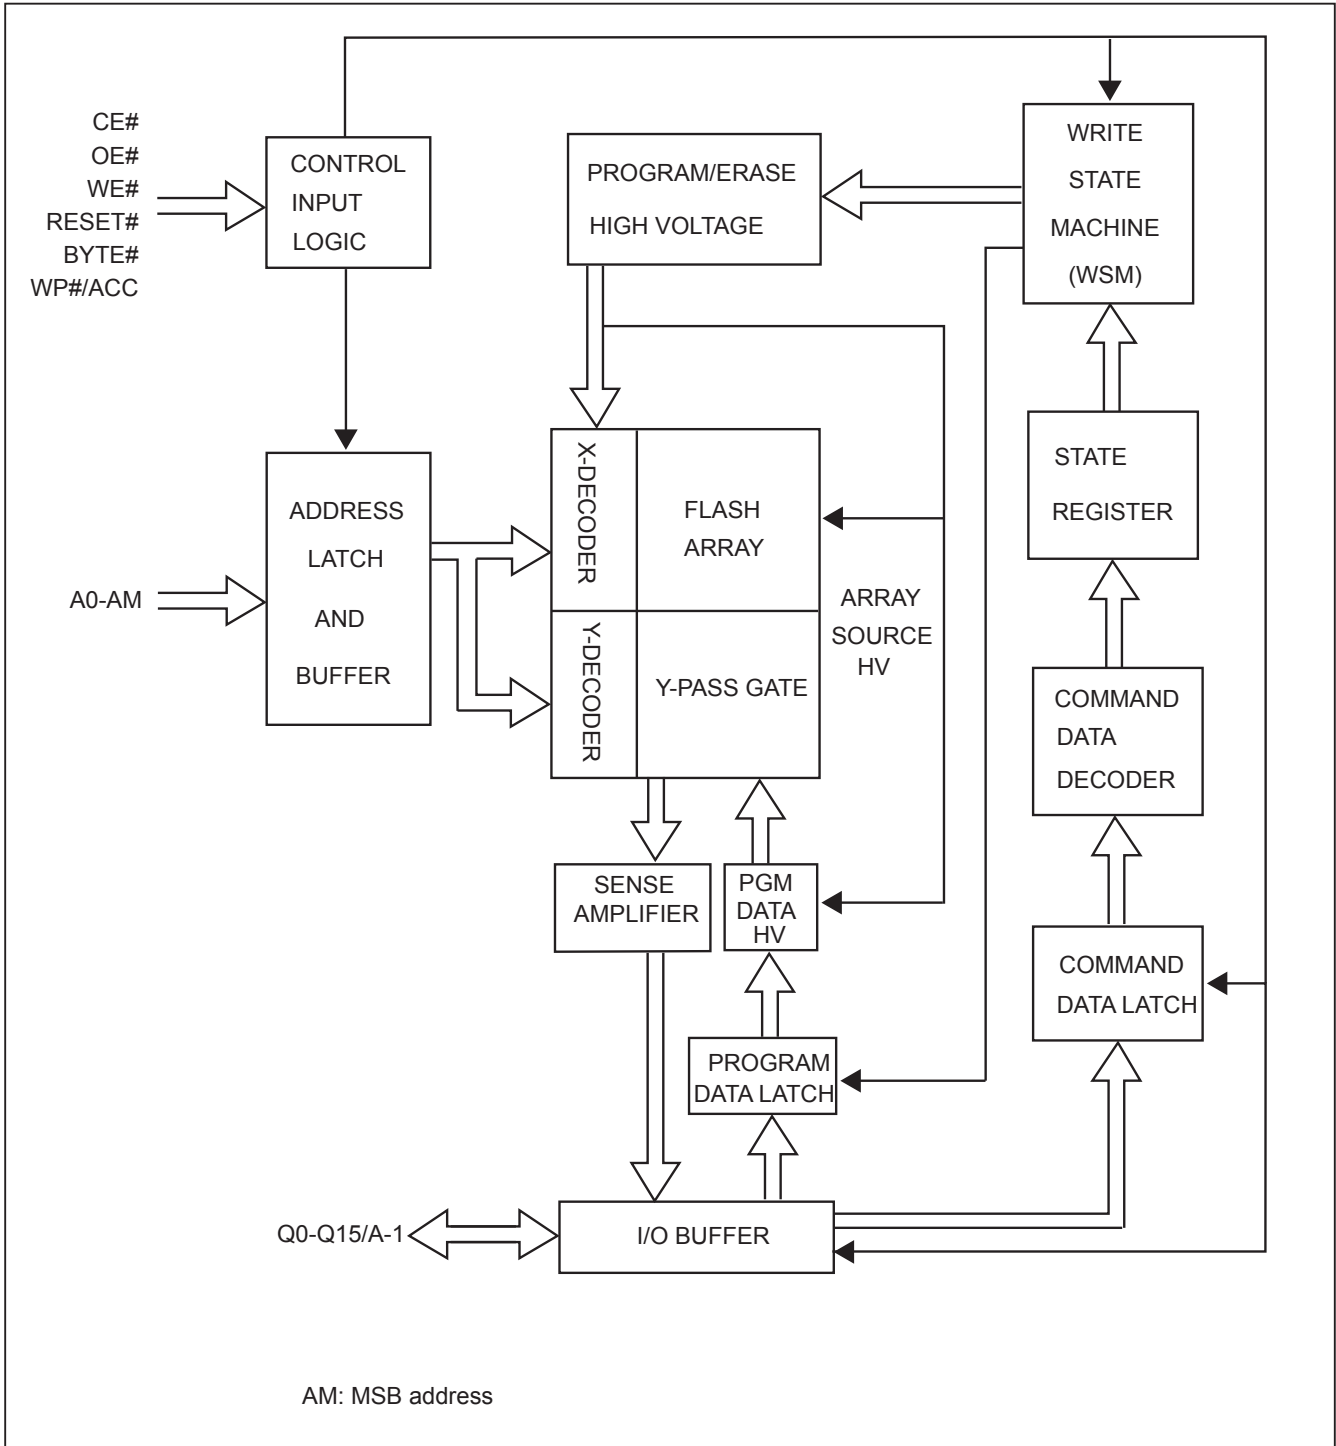 CE#
OE#
WE#
RESET#
BYTE#
WP#/ACC
CONTROL
INPUT
LOGIC
PROGRAM/ERASE
HIGH VOLTAGE
WRITE
STATE
MACHINE
(WSM)
STATE
REGISTER
A0-AM
ADDRESS
LATCH
AND
BUFFER
X-DECODER
FLASH
ARRAY
Y-DECODER
Y-PASS GATE
ARRAY
SOURCE
HV
COMMAND
DATA
DECODER
SENSE
AMPLIFIER
PGM
DATA
HV
COMMAND
DATA LATCH
PROGRAM
DATA LATCH
Q0-Q15/A-1
I/O BUFFER
AM: MSB address